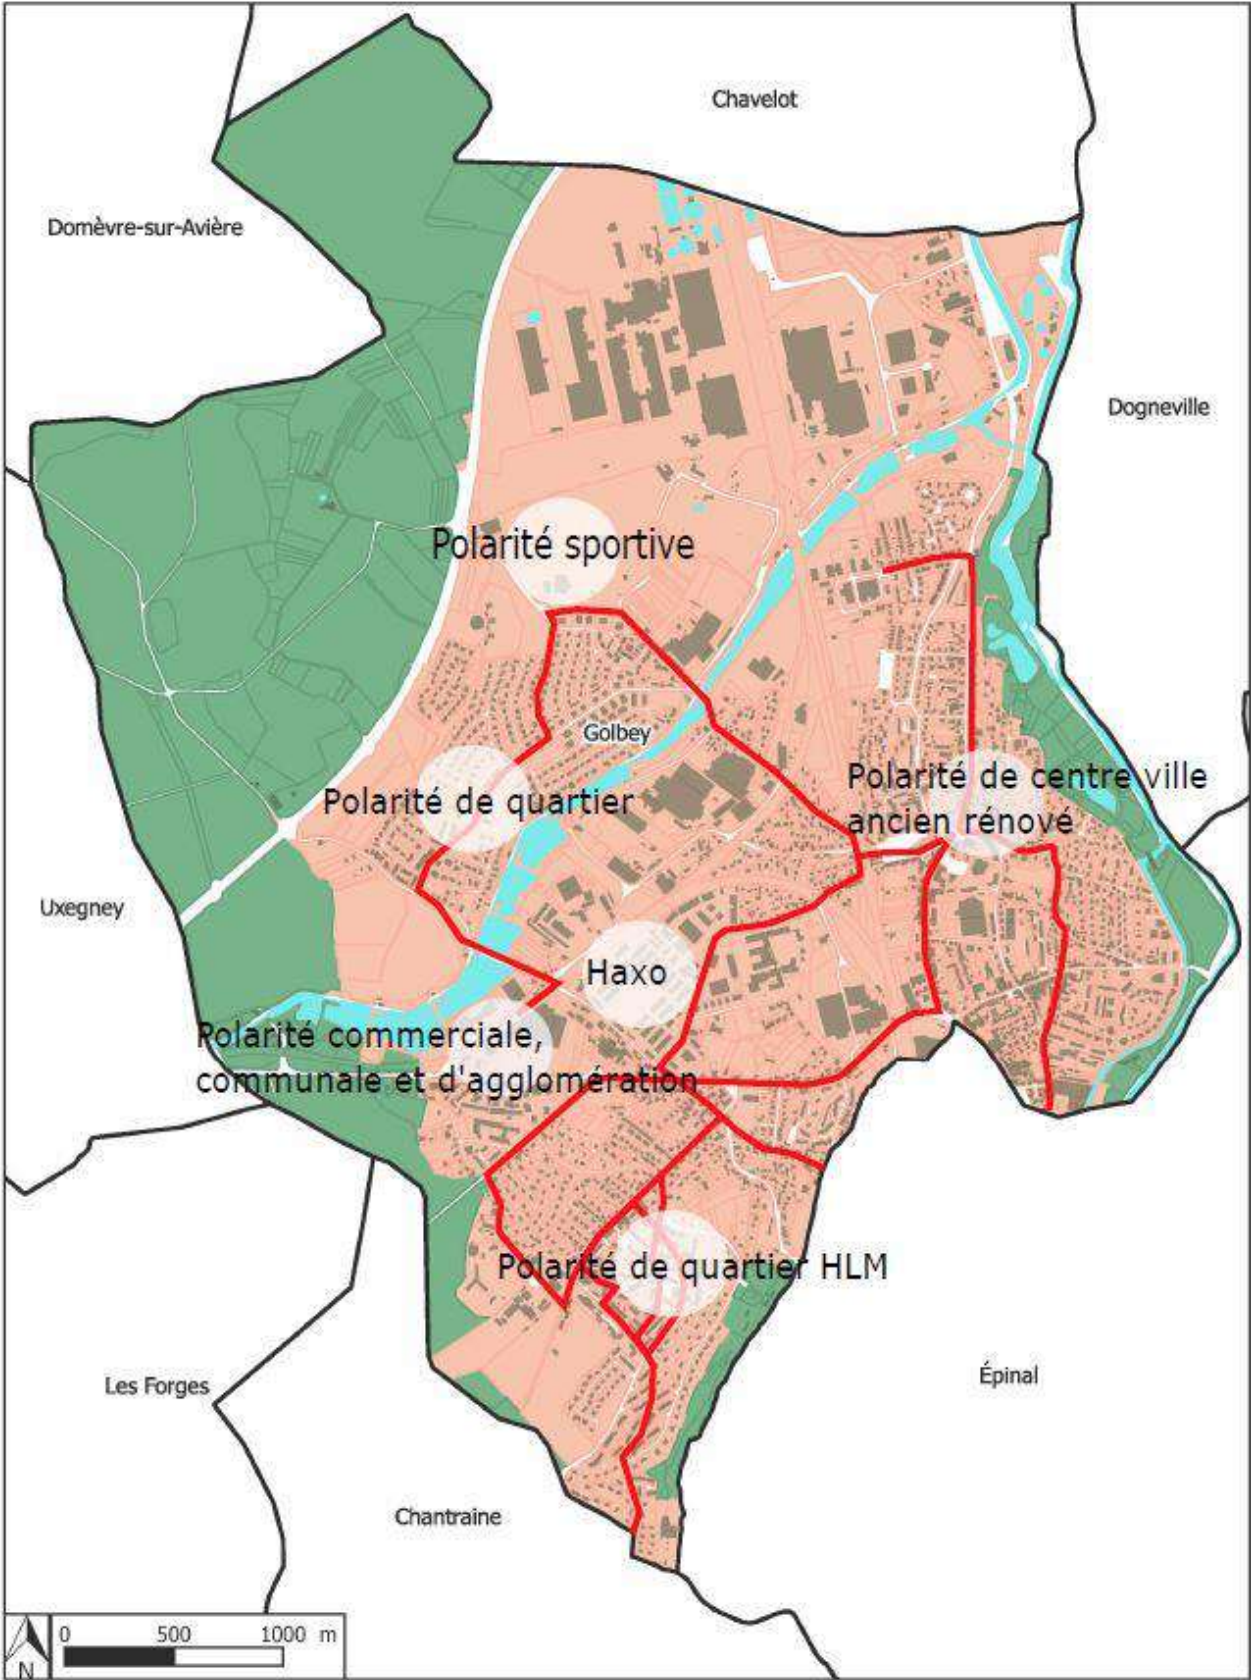 Chavelot
Domèvre-sur-Avière
Dogneville
Polarité sportive
Golbey
Polarité de centre ville
ancien rénové
Polarité de quartier
Uxegney
Haxo
Polarité commerciale,
communale et d'agglomération
Polarité de quartier HLM
Épinal
Les Forges
Chantraine
0 500 1000 m
N